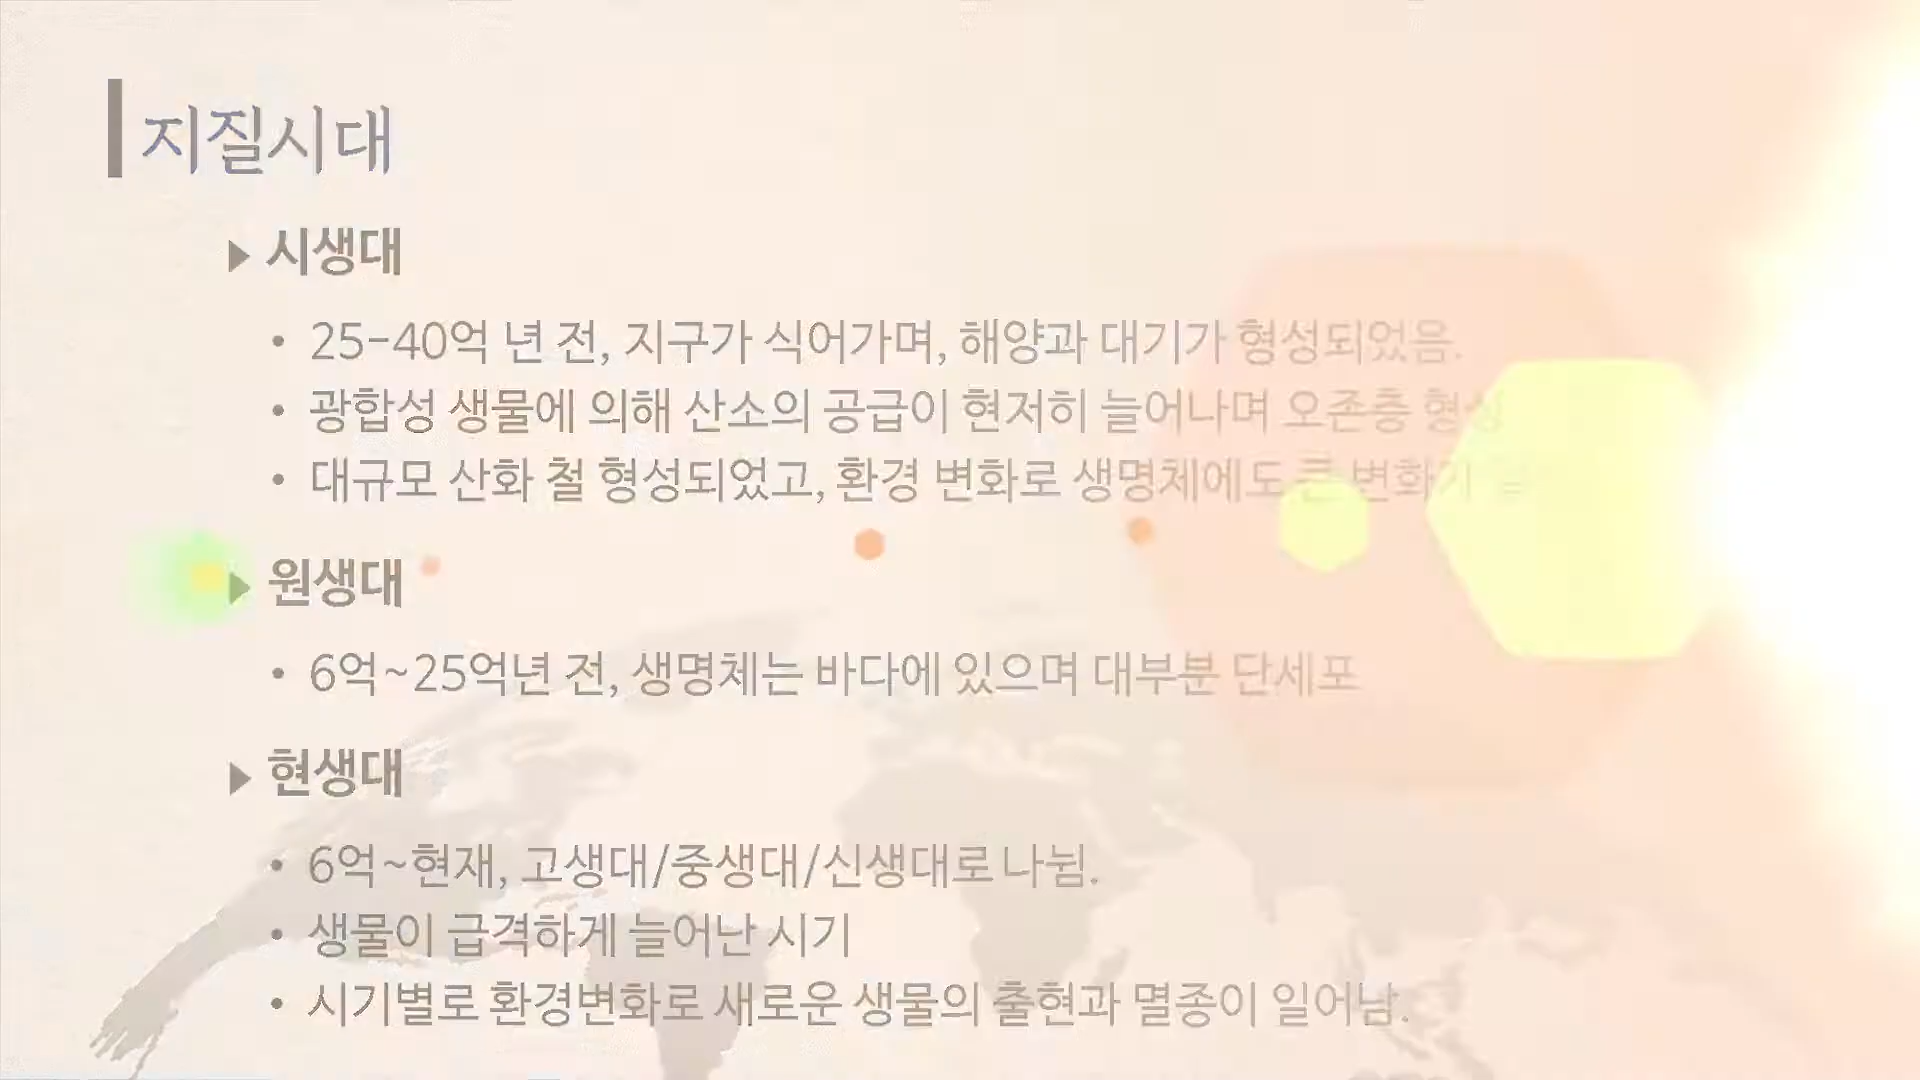 지질시대
시생대
25-40억 년 전, 지구가 식어가며, 해양과 대기가 형성되었음.
광합성 생물에 의해 산소의 공급이 현저히 늘어나며 오존층 형성
대규모 산화 철 형성되었고, 환경 변화로 생명체에도 큰 변화가
원생대
6억~25억년 전, 생명체는 바다에 있으며 대부분 단세포
현생대
6억~현재, 고생대/중생대/신생대로 나뉨.
생물이 급격하게 늘어난 시기
시기별로 환경변화로 새로운 생물의 출현과 멸종이 일어남.